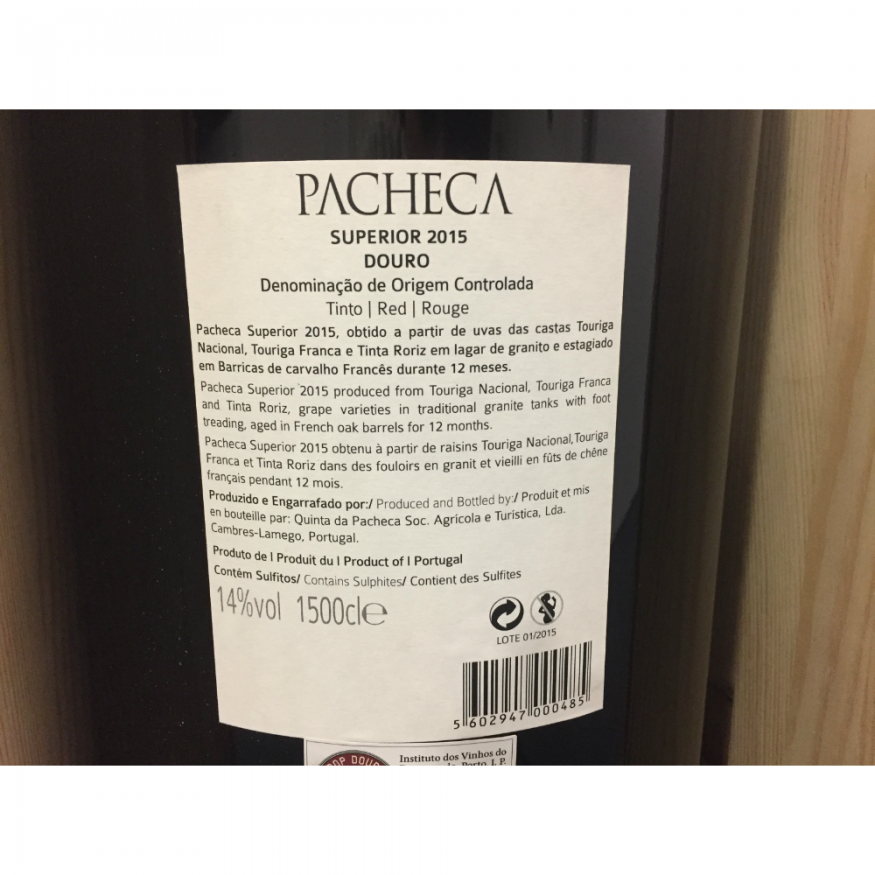 PACHECA
SUPERIOR 2015
DOURO
Denominação de Origem Controlada
Tinto | Red | Rouge
Pacheca Superior 2015, obtido a partir de uvas das castas Touriga
Nacional, Touriga Franca e Tinta Roriz em lagar de granito e estagiado
em Barricas de carvalho Francês durante 12 meses.
Pacheca Superior 2015 produced from Touriga Nacional, Touriga Franca
and Tinta Roriz, grape varieties in traditional granite tanks with foot
treading, aged in French oak barrels for 12 months.
Pacheca Superior 2015 obtenu à partir de raisins Touriga Nacional, Touriga
Franca et Tinta Roriz dans des fouloirs en granit et vieilli en fûts de chêne
français pendant 12 mois.
Produzido e Engarrafado por:/ Produced and Bottled by:/ Produit et mis
en bouteille par: Quinta da Pacheca Soc. Agrícola e Turística, Lda.
Cambres-Lamego, Portugal.
Produto de | Produit du | Product of | Portugal
Contém Sulfitos/ Contains Sulphites/ Contient des Sulfites
14%vol 1500cl e
LOTE 01/2015
5 602947 000485
DOP DOU
Instituto dos Vinhos do
Porto, I. P.